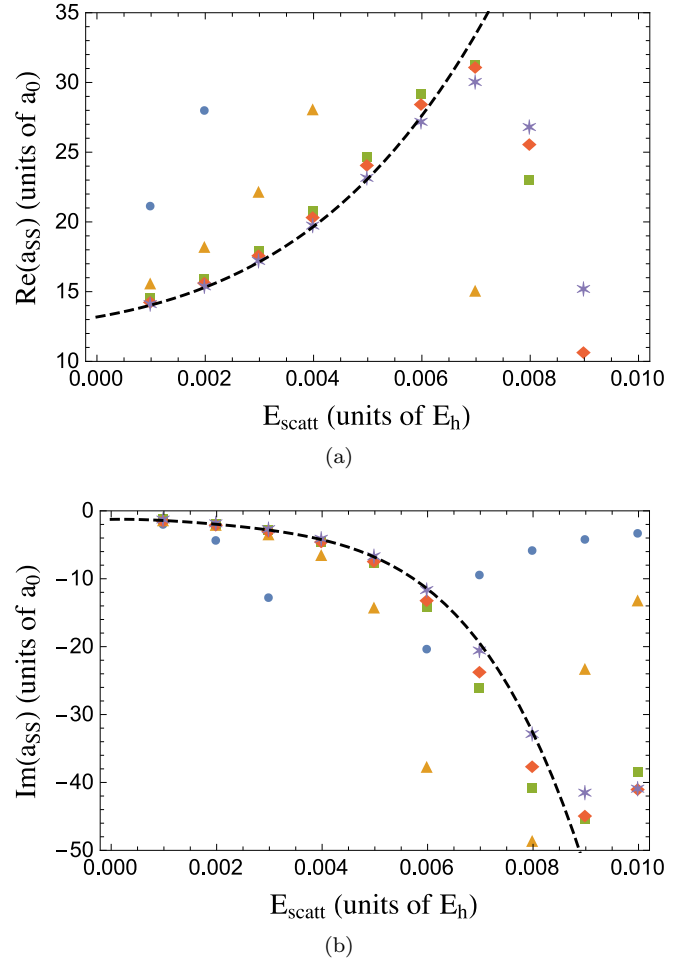 35
30
25
20
15
10
Re(aSS) (units of a0)
0.000 0.002 0.004 0.006 0.008 0.010
Escatt (units of Eh)
(a)
0
−10
−20
−30
−40
−50
Im(aSS) (units of a0)
0.000 0.002 0.004 0.006 0.008 0.010
Escatt (units of Eh)
(b)